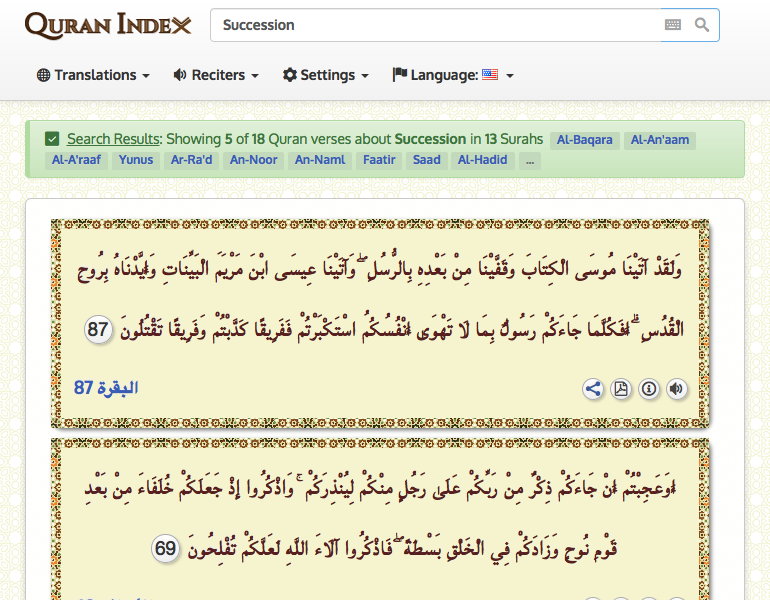 QURAN INDEX
Succession
Translations Reciters Settings Language:
Search Results: Showing 5 of 18 Quran verses about Succession in 13 Surahs Al-Baqara Al-An'aam
Al-A'raaf Yunus Ar-Ra'd An-Noor An-Naml Faatir Saad Al-Hadid ...
وَلَقَدْ آتَيْنَا مُوسَى الْكِتَابَ وَقَفَّيْنَا مِنْ بَعْدِهِ بِالرُّسُلِ ۖ وَآتَيْنَا عِيسَى ابْنَ مَرْيَمَ الْبَيِّنَاتِ وَأَيَّدْنَاهُ بِرُوحِ
الْقُدُسِ ۗ أَفَكُلَّمَا جَاءَكُمْ رَسُولٌ بِمَا لَا تَهْوَى أَنْفُسُكُمُ اسْتَكْبَرْتُمْ فَفَرِيقًا كَذَّبْتُمْ وَفَرِيقًا تَقْتُلُونَ 87
البقرة 87
أَوَعَجِبْتُمْ أَنْ جَاءَكُمْ ذِكْرٌ مِنْ رَبِّكُمْ عَلَى رَجُلٍ مِنْكُمْ لِيُنْذِرَكُمْ ۚ وَاذْكُرُوا إِذْ جَعَلَكُمْ خُلَفَاءَ مِنْ بَعْدِ
قَوْمِ نُوحٍ وَزَادَكُمْ فِي الْخَلْقِ بَسْطَةً ۖ فَاذْكُرُوا آلَاءَ اللَّهِ لَعَلَّكُمْ تُفْلِحُونَ 69